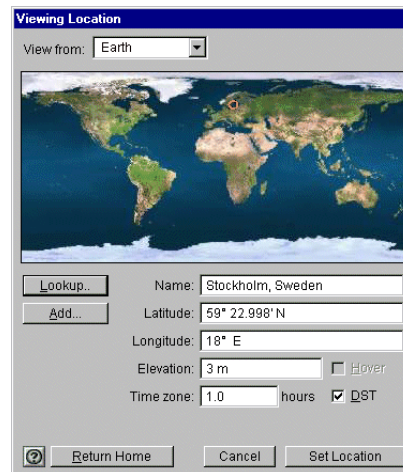 Viewing Location
View from: Earth
Lookup..
Name: Stockholm, Sweden
Add...
Latitude: 59° 22.998' N
Longitude: 18° E
Elevation: 3 m
Hover
Time zone: 1.0 hours
DST
?
Return Home
Cancel
Set Location